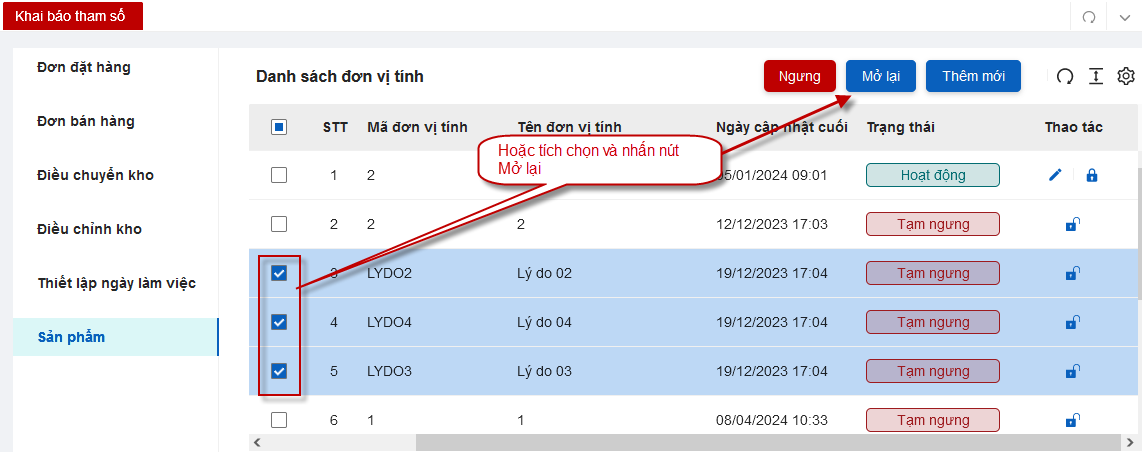 Khai báo tham số
Đơn đặt hàng
Đơn bán hàng
Điều chuyển kho
Điều chỉnh kho
Thiết lập ngày làm việc
Sản phẩm
Danh sách đơn vị tính
Ngưng
Mở lại
Thêm mới
STT Mã đơn vị tính Tên đơn vị tính Ngày cập nhật cuối Trạng thái Thao tác
Hoặc tích chọn và nhấn nút
Mở lại
1 2 05/01/2024 09:01 Hoạt động
2 2 2 12/12/2023 17:03 Tạm ngưng
3 LYDO2 Lý do 02 19/12/2023 17:04 Tạm ngưng
4 LYDO4 Lý do 04 19/12/2023 17:04 Tạm ngưng
5 LYDO3 Lý do 03 19/12/2023 17:04 Tạm ngưng
6 1 1 08/04/2024 10:33 Tạm ngưng